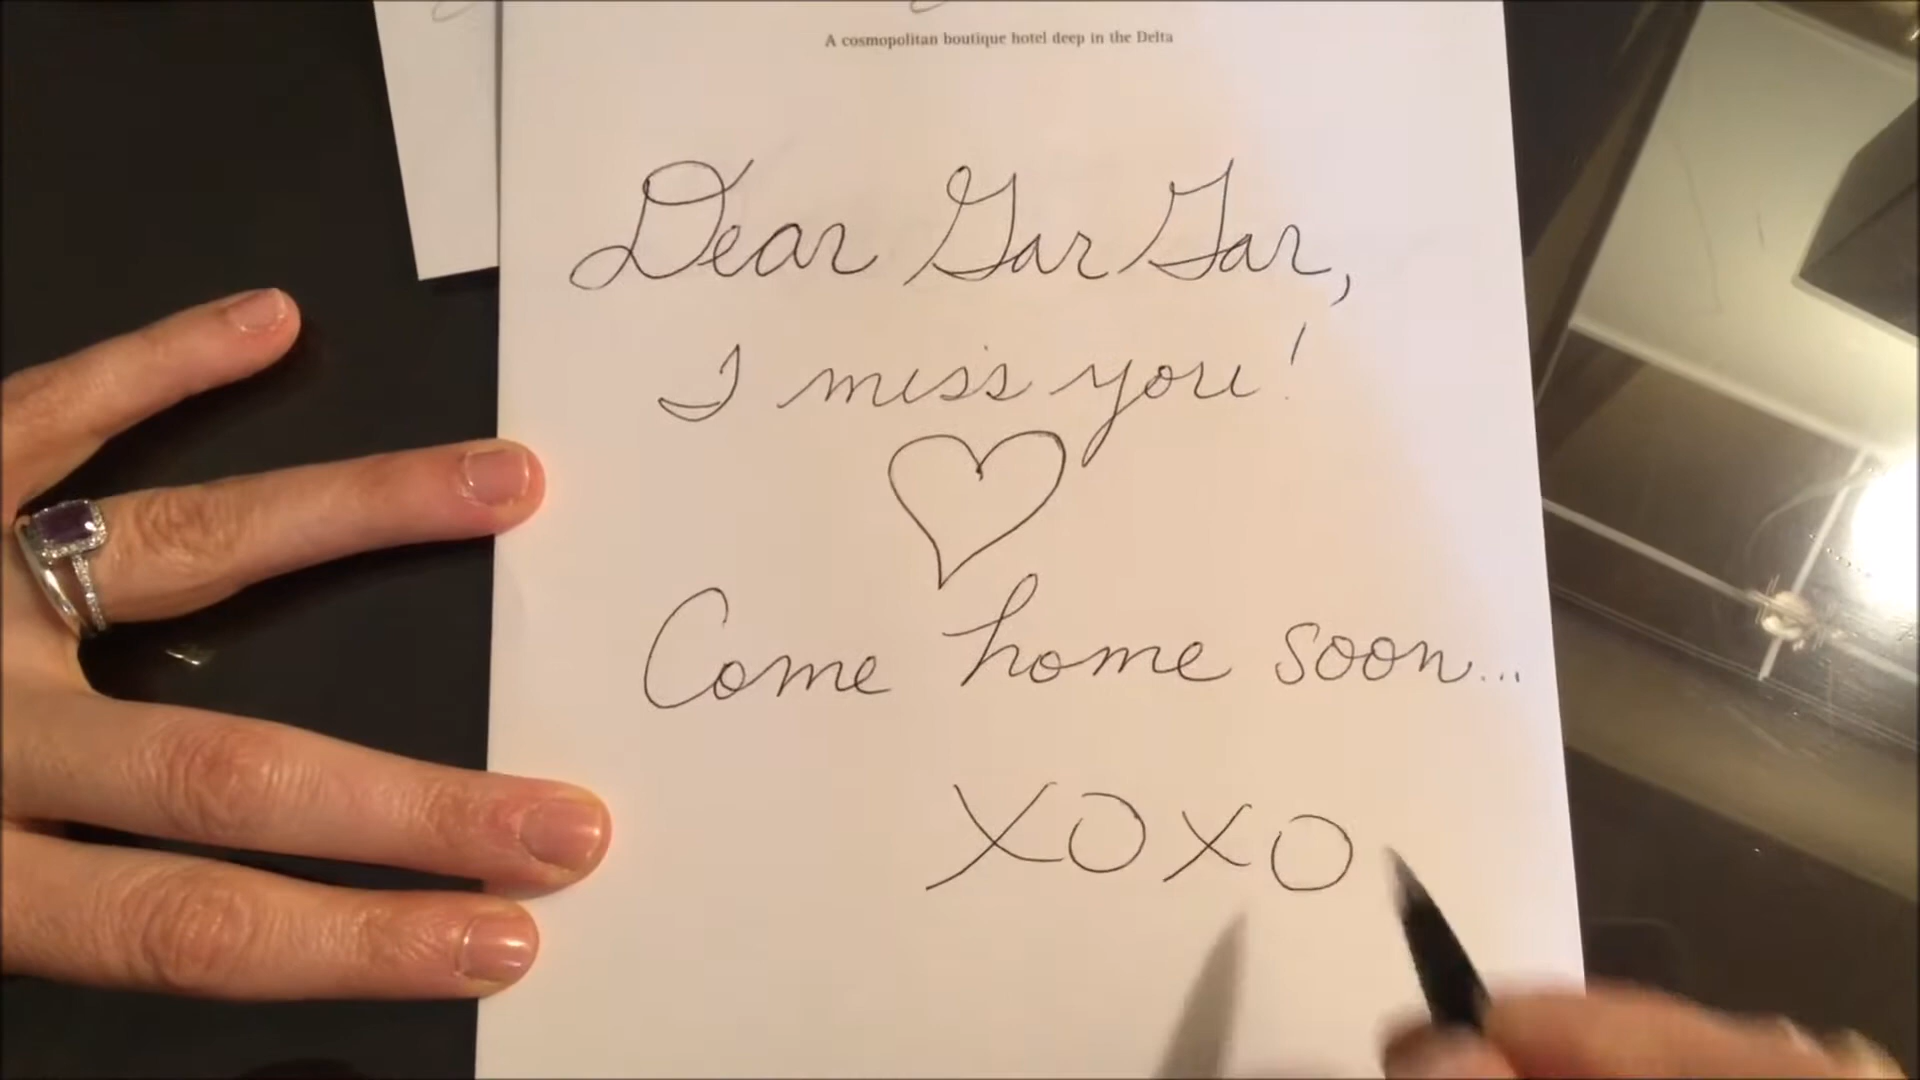 A cosmopolitan boutique hotel deep in the Delta
Dear Gar Gar,
I miss you!
Come home soon...
XOXO